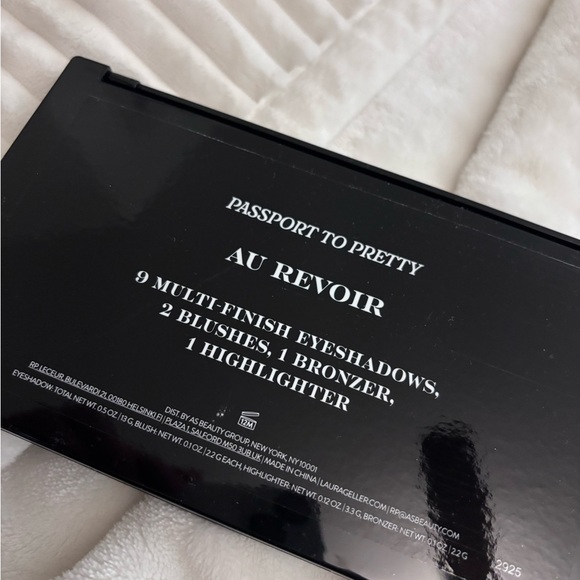 PASSPORT TO PRETTY
AU REVOIR
9 MULTI-FINISH EYESHADOWS,
2 BLUSHES, 1 BRONZER,
1 HIGHLIGHTER
12M
DIST. BY AS BEAUTY GROUP, NEW YORK, NY 10001
RP. LECEUR, BULEVARDI 21, 00180 HELSINKI FI | PLAZA 1, SALFORD M50 3UB UK | MADE IN CHINA | LAURAGELLER.COM | RP@ASBEAUTY.COM
EYESHADOW: TOTAL NET WT. 0.5 OZ. | 13 G, BLUSH: NET WT. 0.1 OZ | 2.2 G EACH, HIGHLIGHTER: NET WT. 0.12 OZ. | 3.3 G, BRONZER: NET WT. 0.1 OZ | 2.2 G
2925